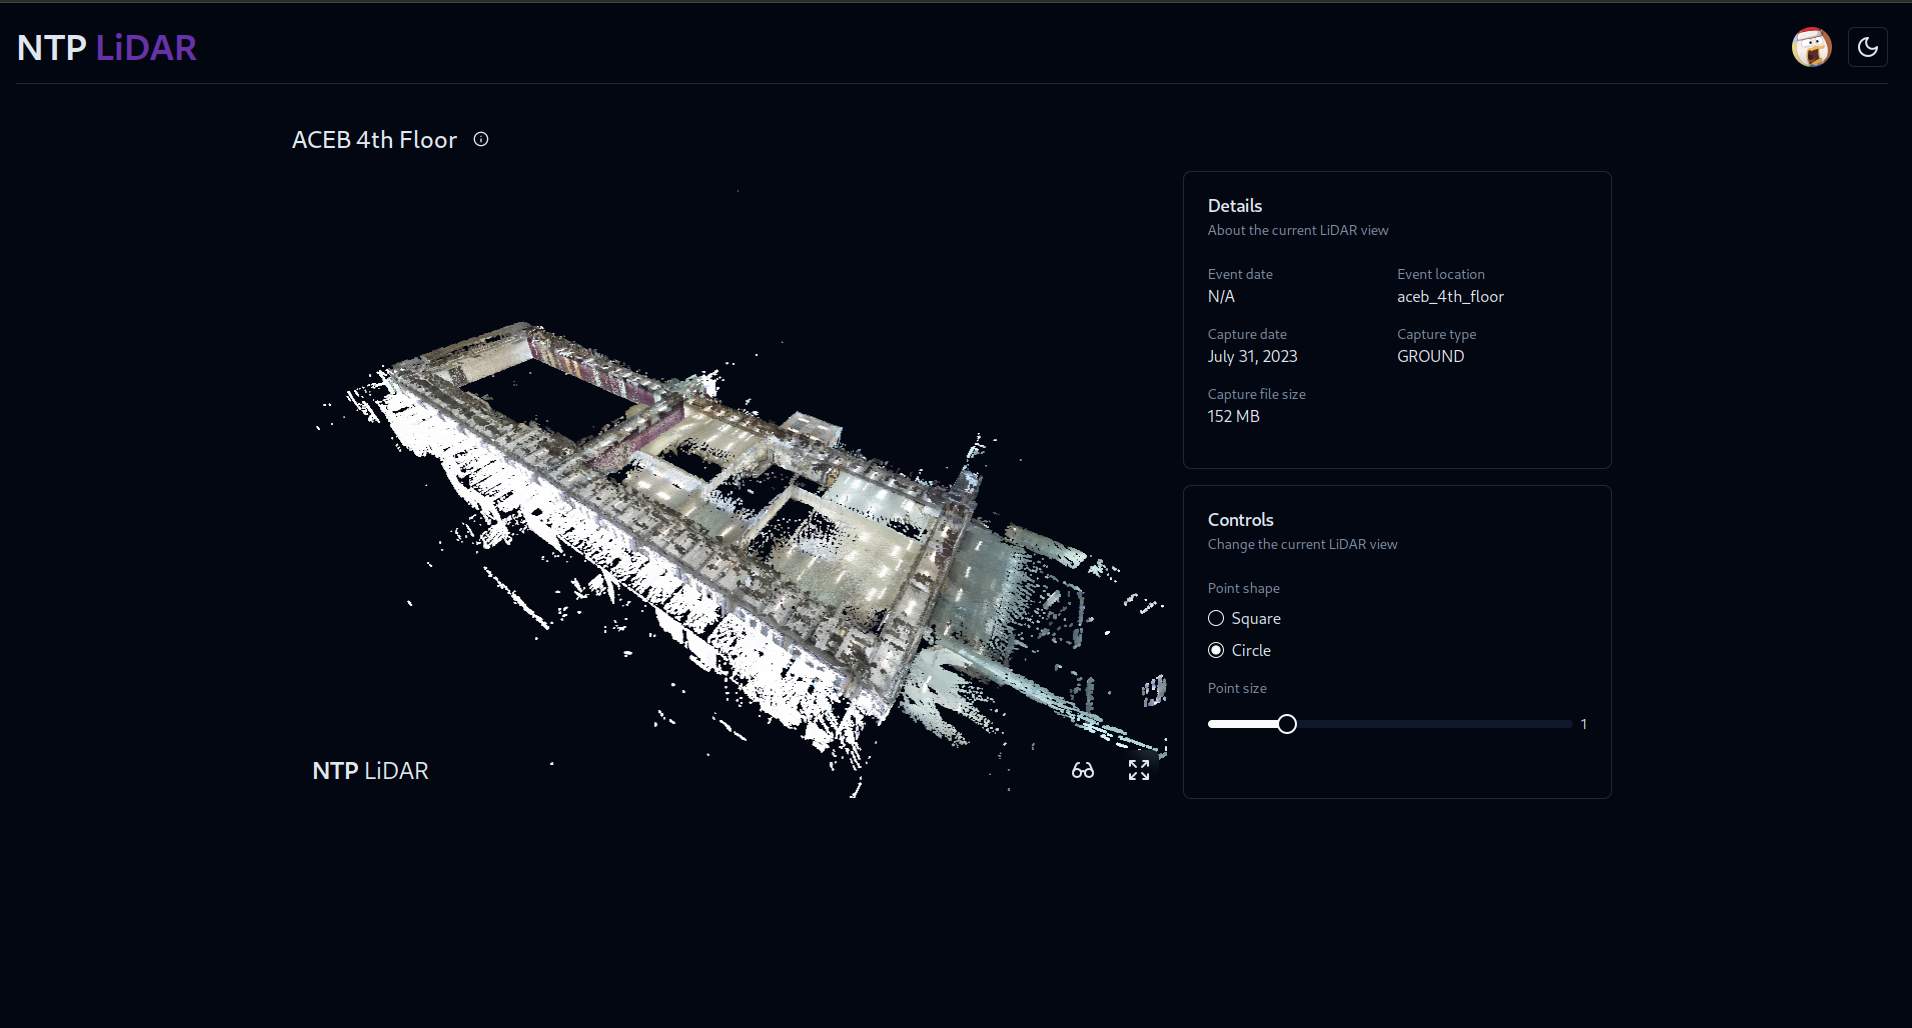 NTP LiDAR
ACEB 4th Floor
Details
About the current LiDAR view
Event date
N/A
Event location
aceb_4th_floor
Capture date
July 31, 2023
Capture type
GROUND
Capture file size
152 MB
Controls
Change the current LiDAR view
Point shape
Square
Circle
Point size
1
NTP LiDAR